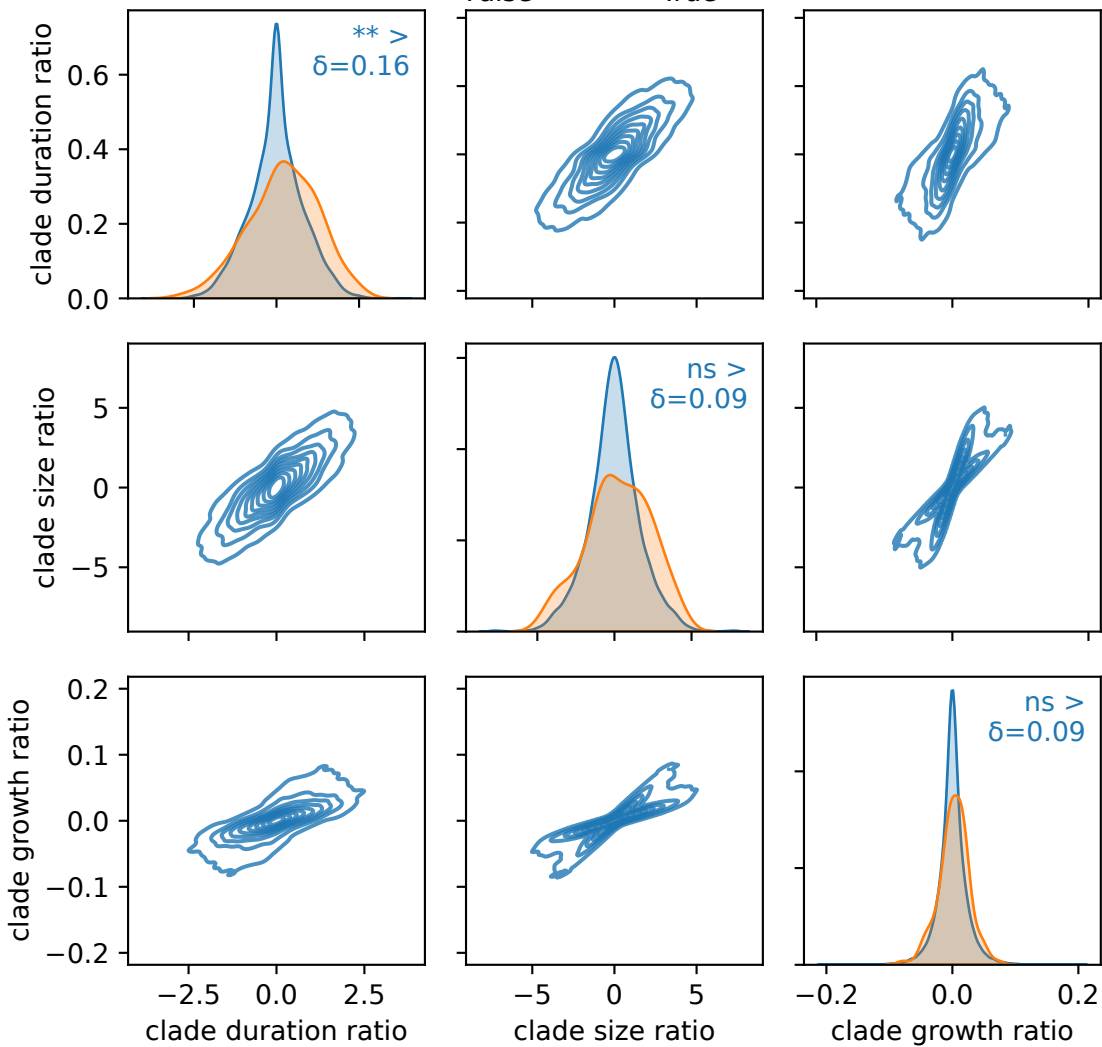 ** >
δ=0.16
clade duration ratio
0.6
0.4
0.2
0.0
ns >
δ=0.09
clade size ratio
5
0
−5
ns >
δ=0.09
clade growth ratio
0.2
0.1
0.0
−0.1
−0.2
−2.5 0.0 2.5
−5 0 5
−0.2 0.0 0.2
clade duration ratio
clade size ratio
clade growth ratio